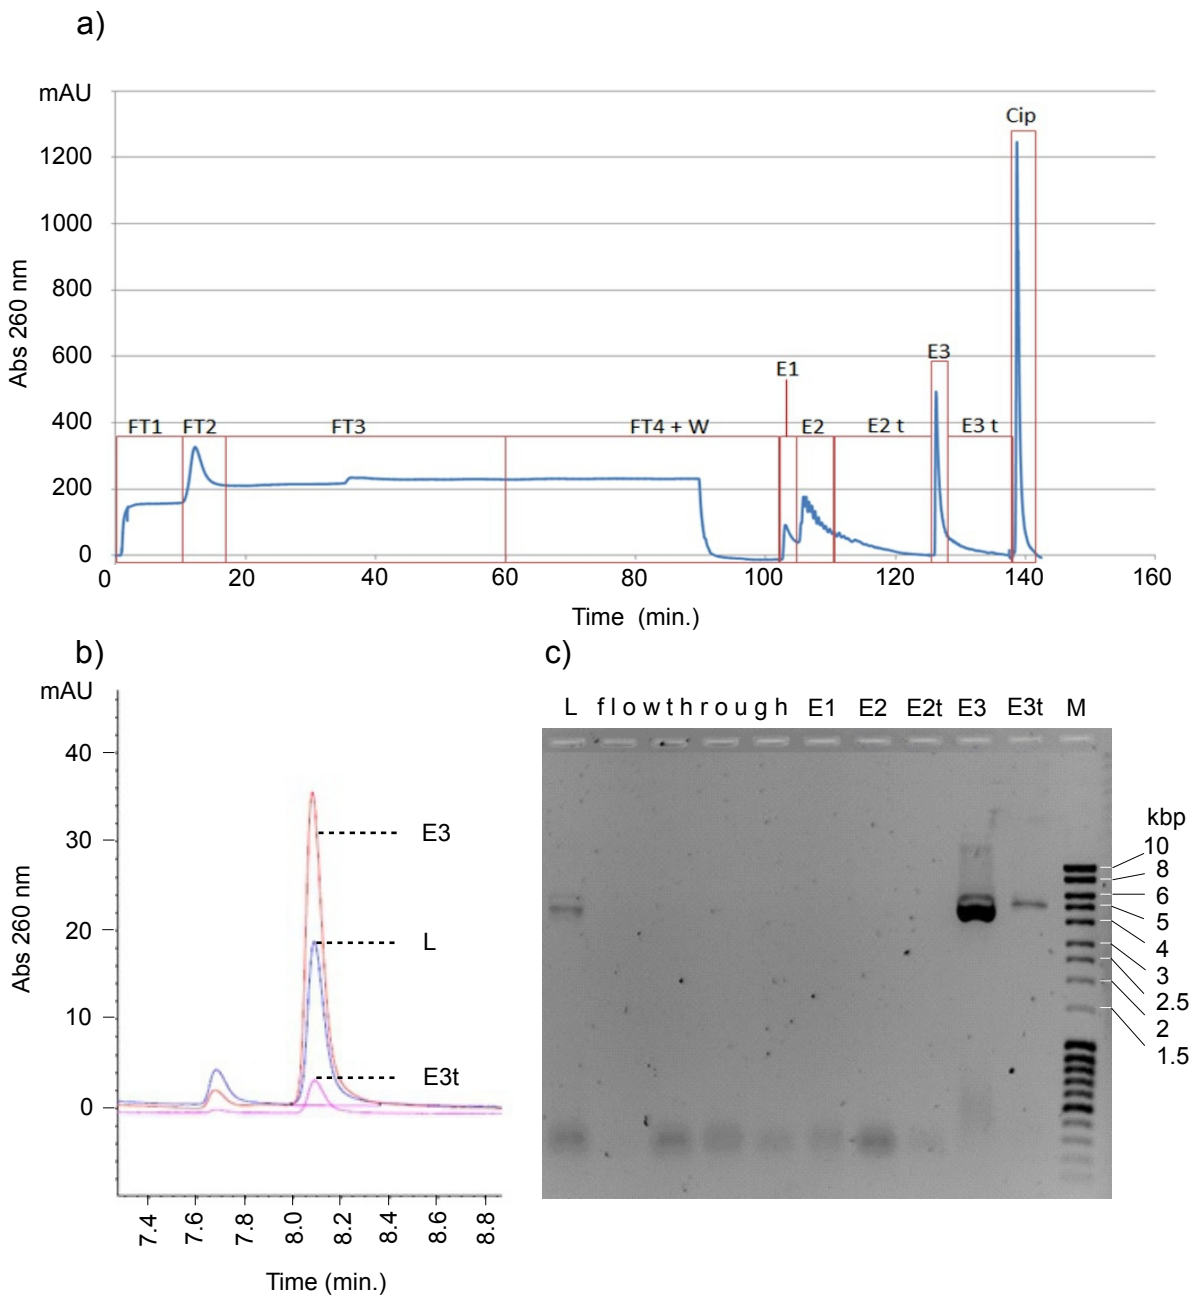 a)
mAU
Cip
1200
1000
800
600
E3
E1
400
FT1 FT2 FT3 FT4 + W E2 E2 t E3 t
200
0
Abs 260 nm
0 20 40 60 80 100 120 140 160
Time (min.)
b)
mAU
40
30
20
10
0
E3
L
E3t
Abs 260 nm
7.4 7.6 7.8 8.0 8.2 8.4 8.6 8.8
Time (min.)
c)
L flowthrough E1 E2 E2t E3 E3t M
kbp
10
8
6
5
4
3
2.5
2
1.5